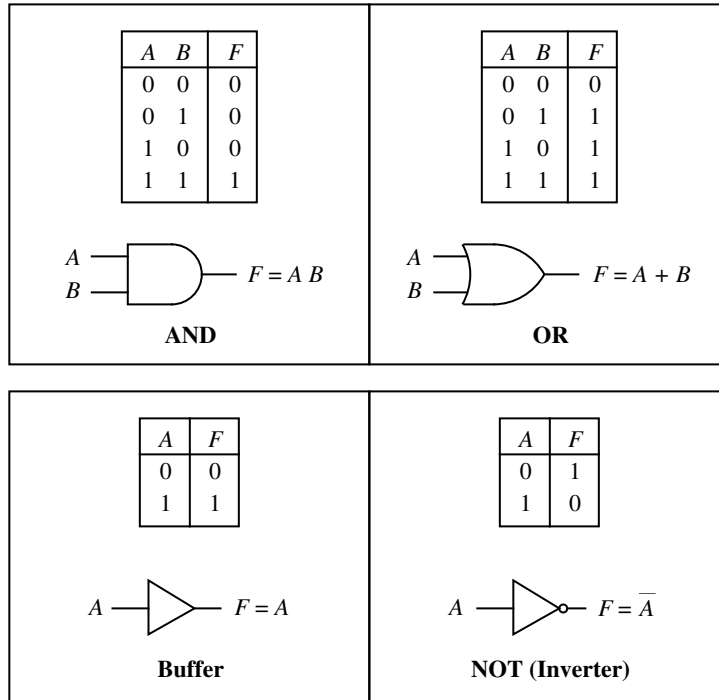 A B F
0 0 0
0 1 0
1 0 0
1 1 1
A
B
F = A B
AND
A B F
0 0 0
0 1 1
1 0 1
1 1 1
A
B
F = A + B
OR
A F
0 0
1 1
A F = A
Buffer
A F
0 1
1 0
A F = A̅
NOT (Inverter)